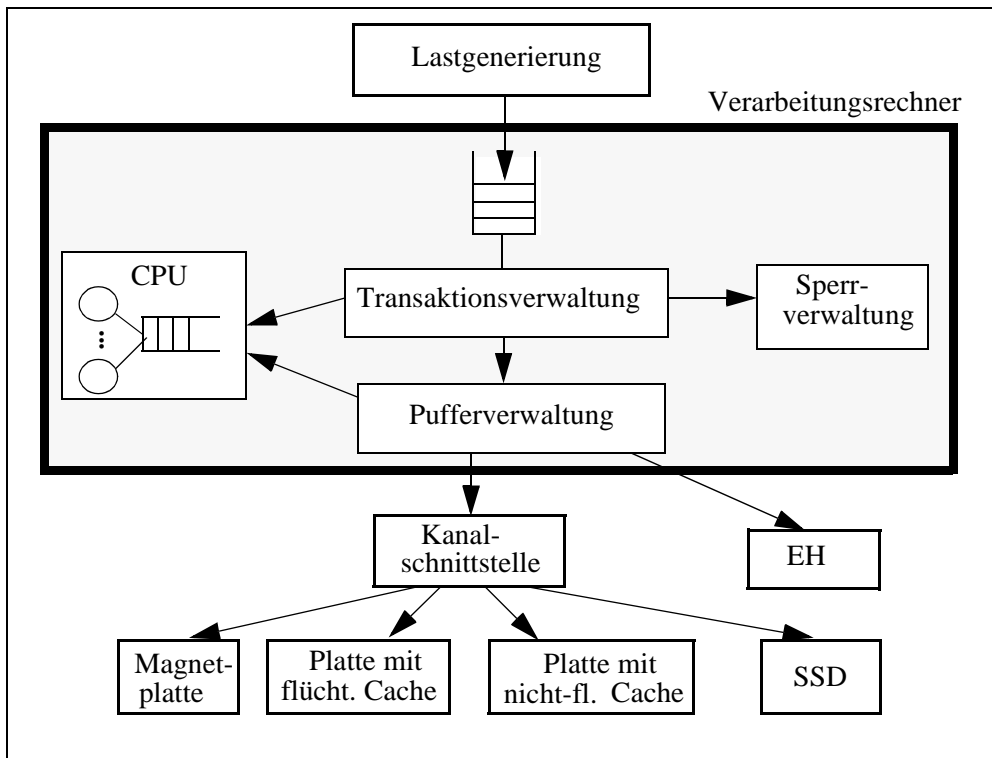 Lastgenerierung
Verarbeitungsrechner
CPU
Transaktionsverwaltung
Sperr-
verwaltung
Pufferverwaltung
Kanal-
schnittstelle
EH
Magnet-
platte
Platte mit
flücht. Cache
Platte mit
nicht-fl. Cache
SSD